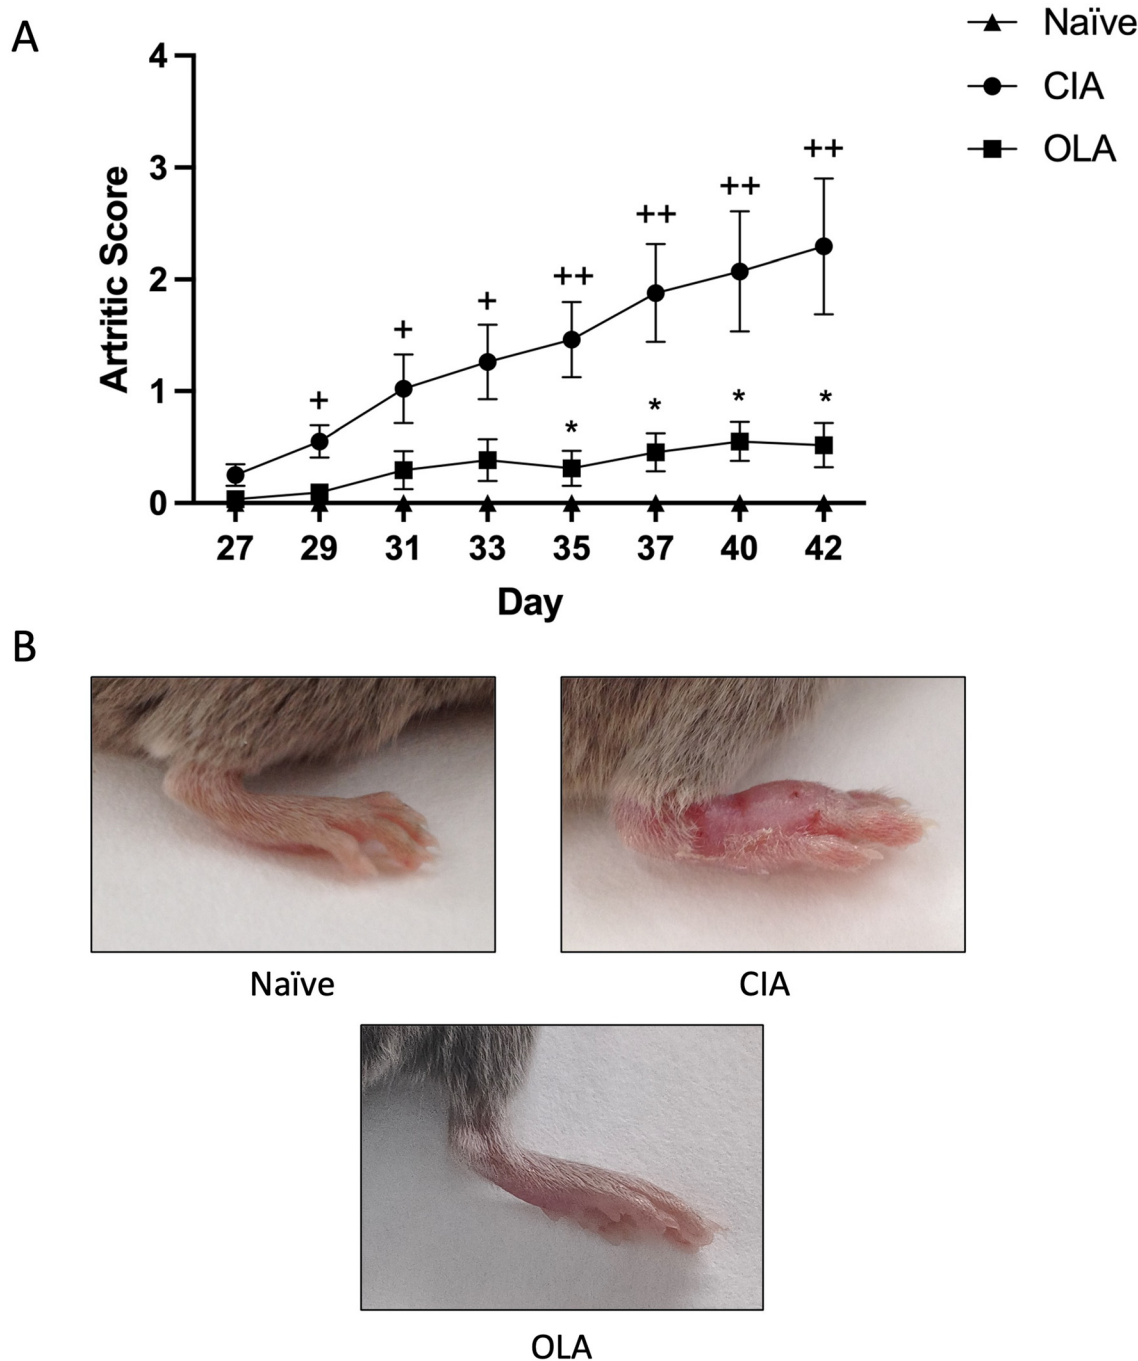 A
Naïve
CIA
OLA
4
3
2
1
0
Artritic Score
+
+
+
++
++
++
++
*
*
*
*
27 29 31 33 35 37 40 42
Day
B
Naïve
CIA
OLA